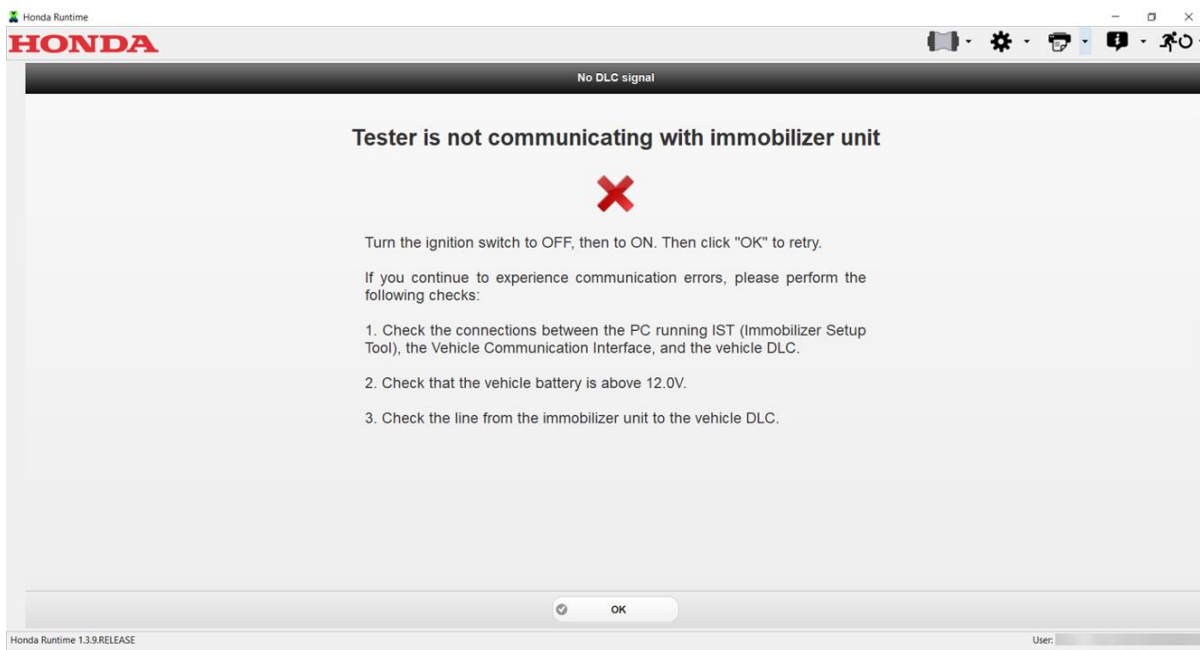 Honda Runtime
HONDA
No DLC signal
Tester is not communicating with immobilizer unit
Turn the ignition switch to OFF, then to ON. Then click "OK" to retry.
If you continue to experience communication errors, please perform the
following checks:
1. Check the connections between the PC running IST (Immobilizer Setup
Tool), the Vehicle Communication Interface, and the vehicle DLC.
2. Check that the vehicle battery is above 12.0V.
3. Check the line from the immobilizer unit to the vehicle DLC.
OK
Honda Runtime 1.3.9.RELEASE
User: